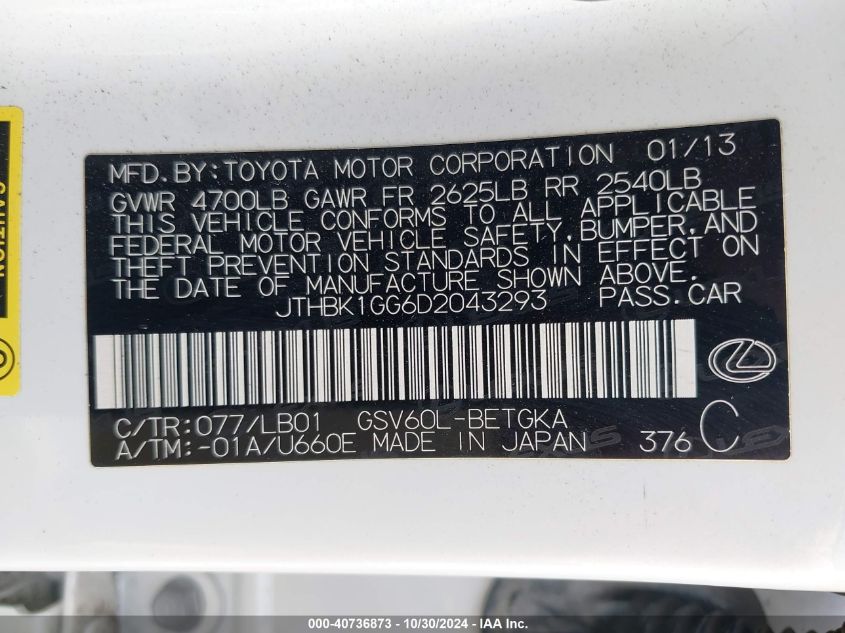 MFD. BY: TOYOTA MOTOR CORPORATION 01/13
GVWR 4700LB GAWR FR 2625LB RR 2540LB
THIS VEHICLE CONFORMS TO ALL APPLICABLE
FEDERAL MOTOR VEHICLE SAFETY, BUMPER, AND
THEFT PREVENTION STANDARDS IN EFFECT ON
THE DATE OF MANUFACTURE SHOWN ABOVE.
JTHBK1GG6D2043293 PASS. CAR
C/TR: 077/LB01 GSV60L-BETGKA
A/TM:-01A/U660E MADE IN JAPAN 376 C
CAUTION
000-40736873 - 10/30/2024 - IAA Inc.